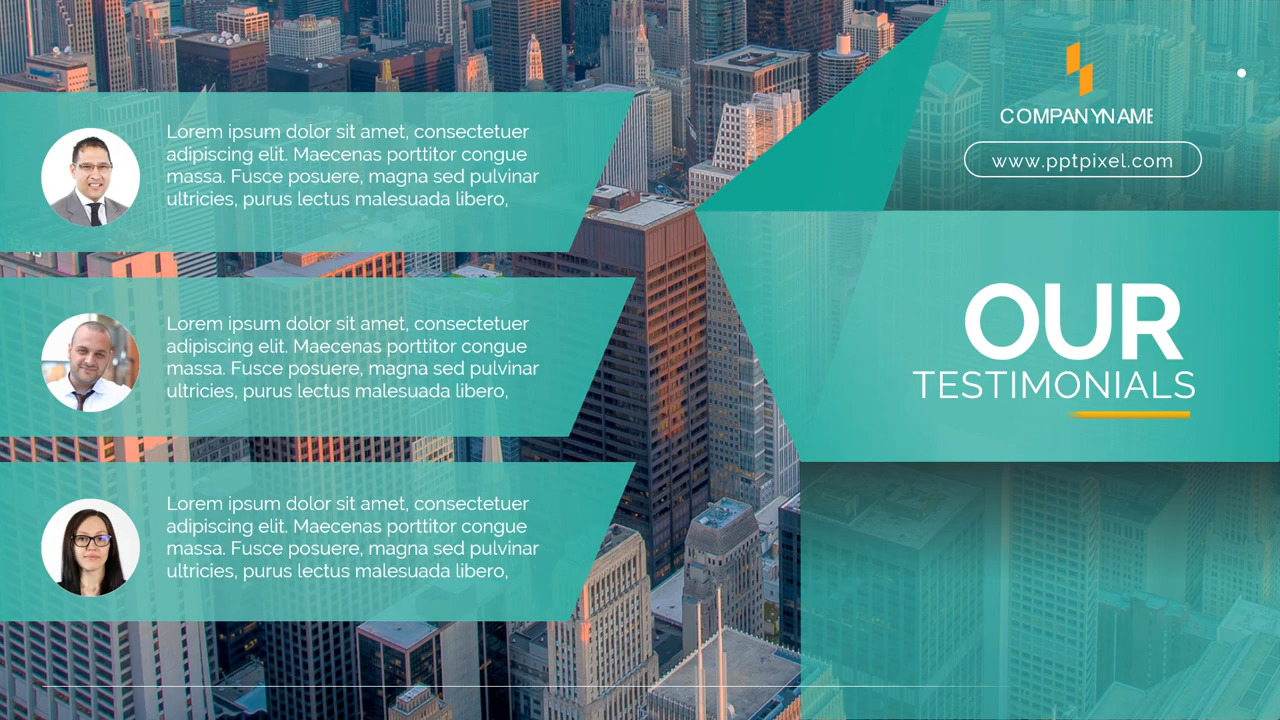 Lorem ipsum dolor sit amet, consectetuer
adipiscing elit. Maecenas porttitor congue
massa. Fusce posuere, magna sed pulvinar
ultricies, purus lectus malesuada libero,
Lorem ipsum dolor sit amet, consectetuer
adipiscing elit. Maecenas porttitor congue
massa. Fusce posuere, magna sed pulvinar
ultricies, purus lectus malesuada libero,
Lorem ipsum dolor sit amet, consectetuer
adipiscing elit. Maecenas porttitor congue
massa. Fusce posuere, magna sed pulvinar
ultricies, purus lectus malesuada libero,
COMPANYNAME
www.pptpixel.com
OUR
TESTIMONIALS